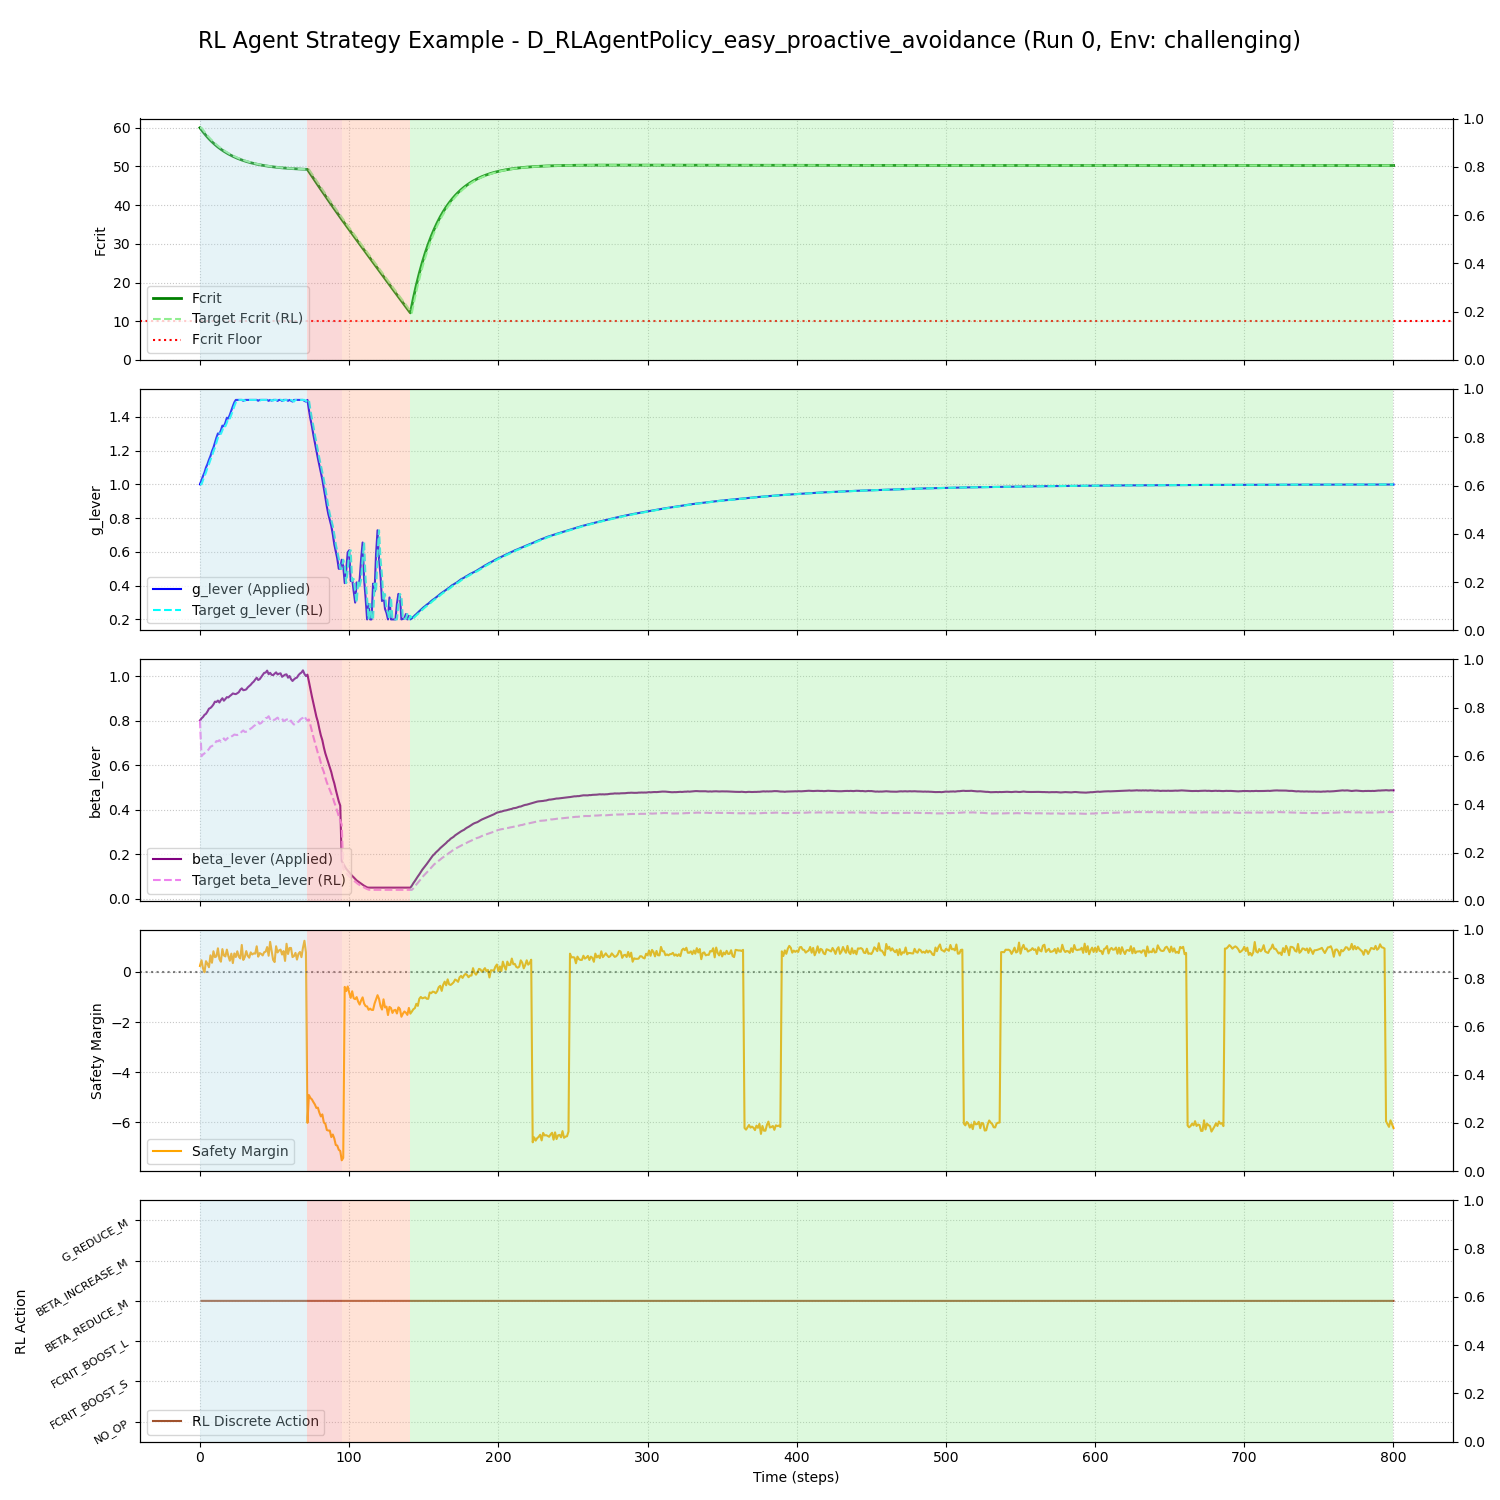 RL Agent Strategy Example - D_RLAgentPolicy_easy_proactive_avoidance (Run 0, Env: challenging)
60
50
40
30
20
10
0
Fcrit
Fcrit
Target Fcrit (RL)
Fcrit Floor
1.0
0.8
0.6
0.4
0.2
0.0
1.4
1.2
1.0
0.8
0.6
0.4
0.2
g_lever
g_lever (Applied)
Target g_lever (RL)
1.0
0.8
0.6
0.4
0.2
0.0
1.0
0.8
0.6
0.4
0.2
0.0
beta_lever
beta_lever (Applied)
Target beta_lever (RL)
1.0
0.8
0.6
0.4
0.2
0.0
0
−2
−4
−6
Safety Margin
Safety Margin
1.0
0.8
0.6
0.4
0.2
0.0
G_REDUCE_M
BETA_INCREASE_M
BETA_REDUCE_M
FCRIT_BOOST_L
FCRIT_BOOST_S
NO_OP
RL Action
RL Discrete Action
1.0
0.8
0.6
0.4
0.2
0.0
0 100 200 300 400 500 600 700 800
Time (steps)